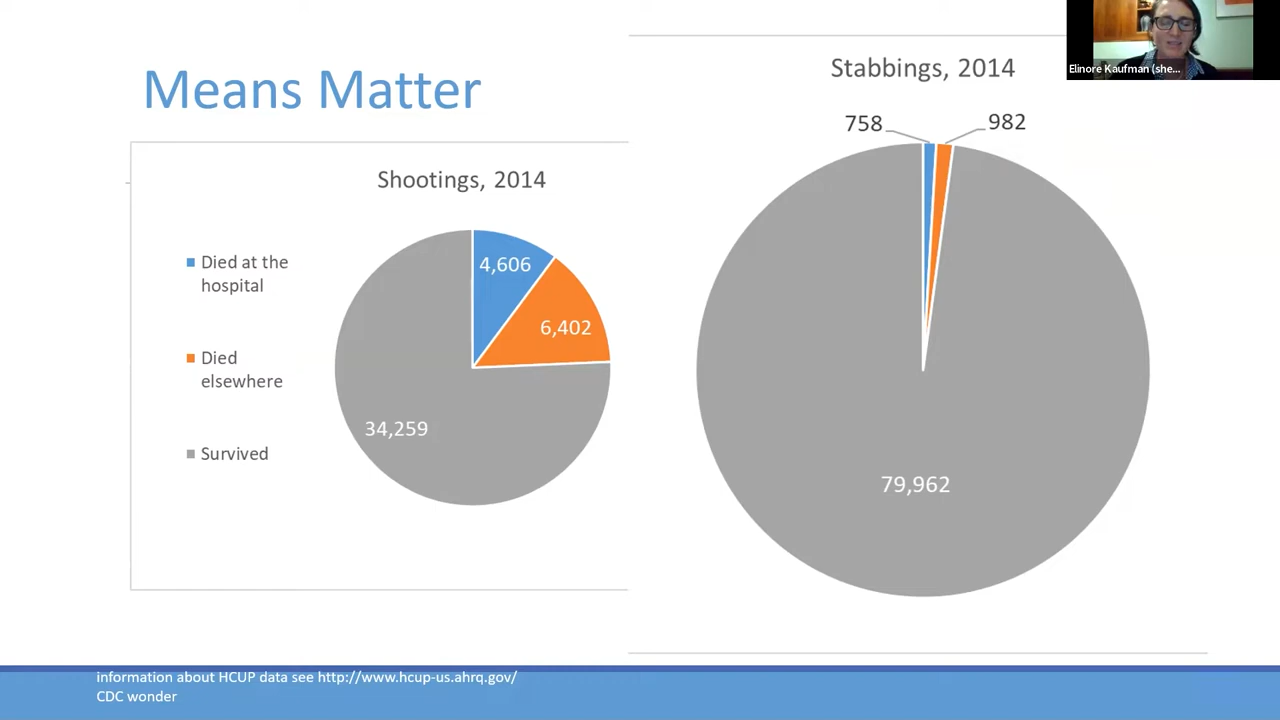 Means Matter
Shootings, 2014
Died at the
hospital
Died
elsewhere
Survived
4,606
6,402
34,259
Stabbings, 2014
758
982
79,962
Elinore Kaufman (she...
information about HCUP data see http://www.hcup-us.ahrq.gov/
CDC wonder